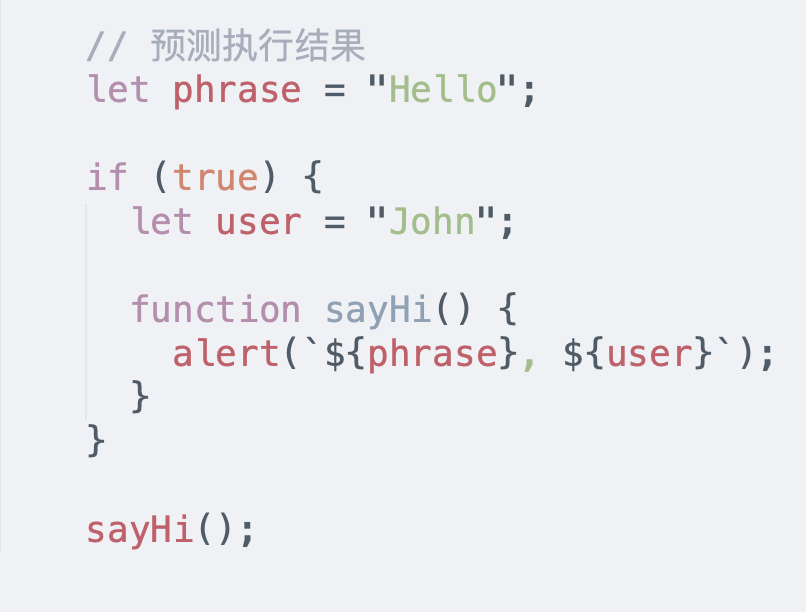 // 预测执行结果
let phrase = "Hello";
if (true) {
let user = "John";
function sayHi() {
alert(`${phrase}, ${user}`);
}
}
sayHi();